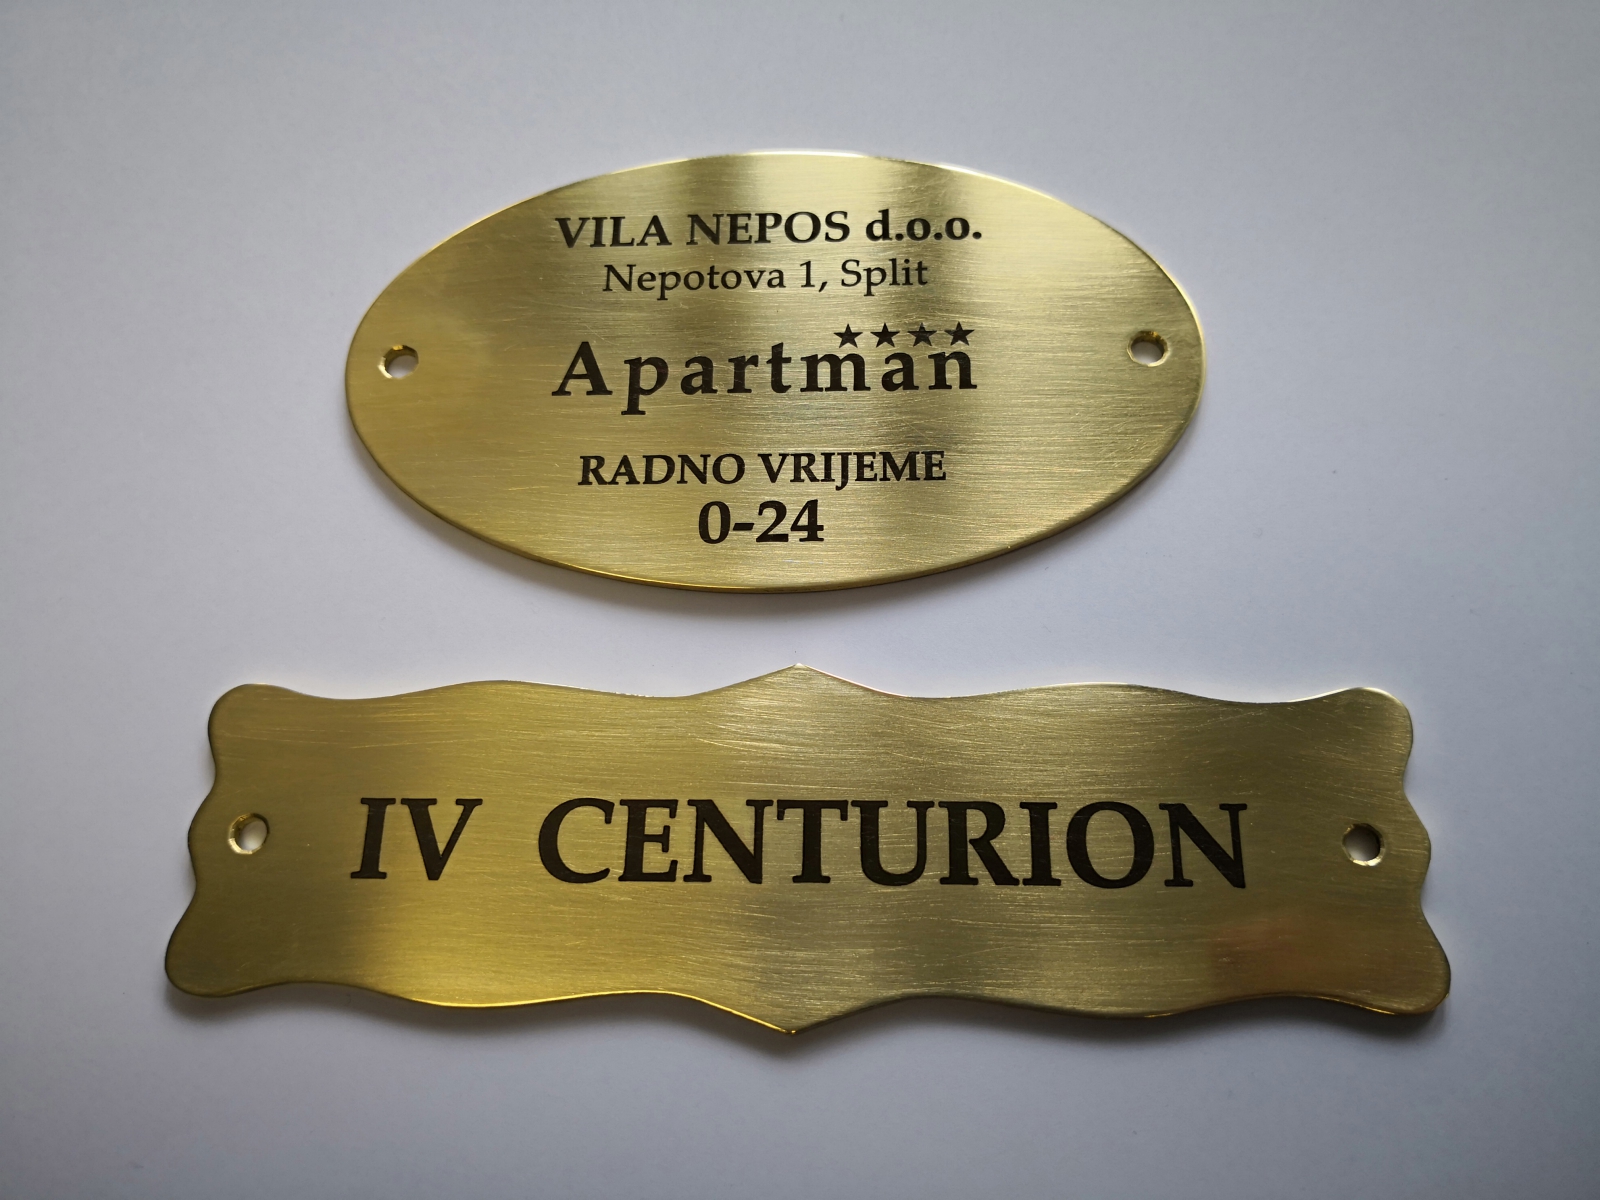 VILA NEPOS d.o.o.
Nepotova 1, Split
★★★★
Apartman
RADNO VRIJEME
0-24
IV CENTURION